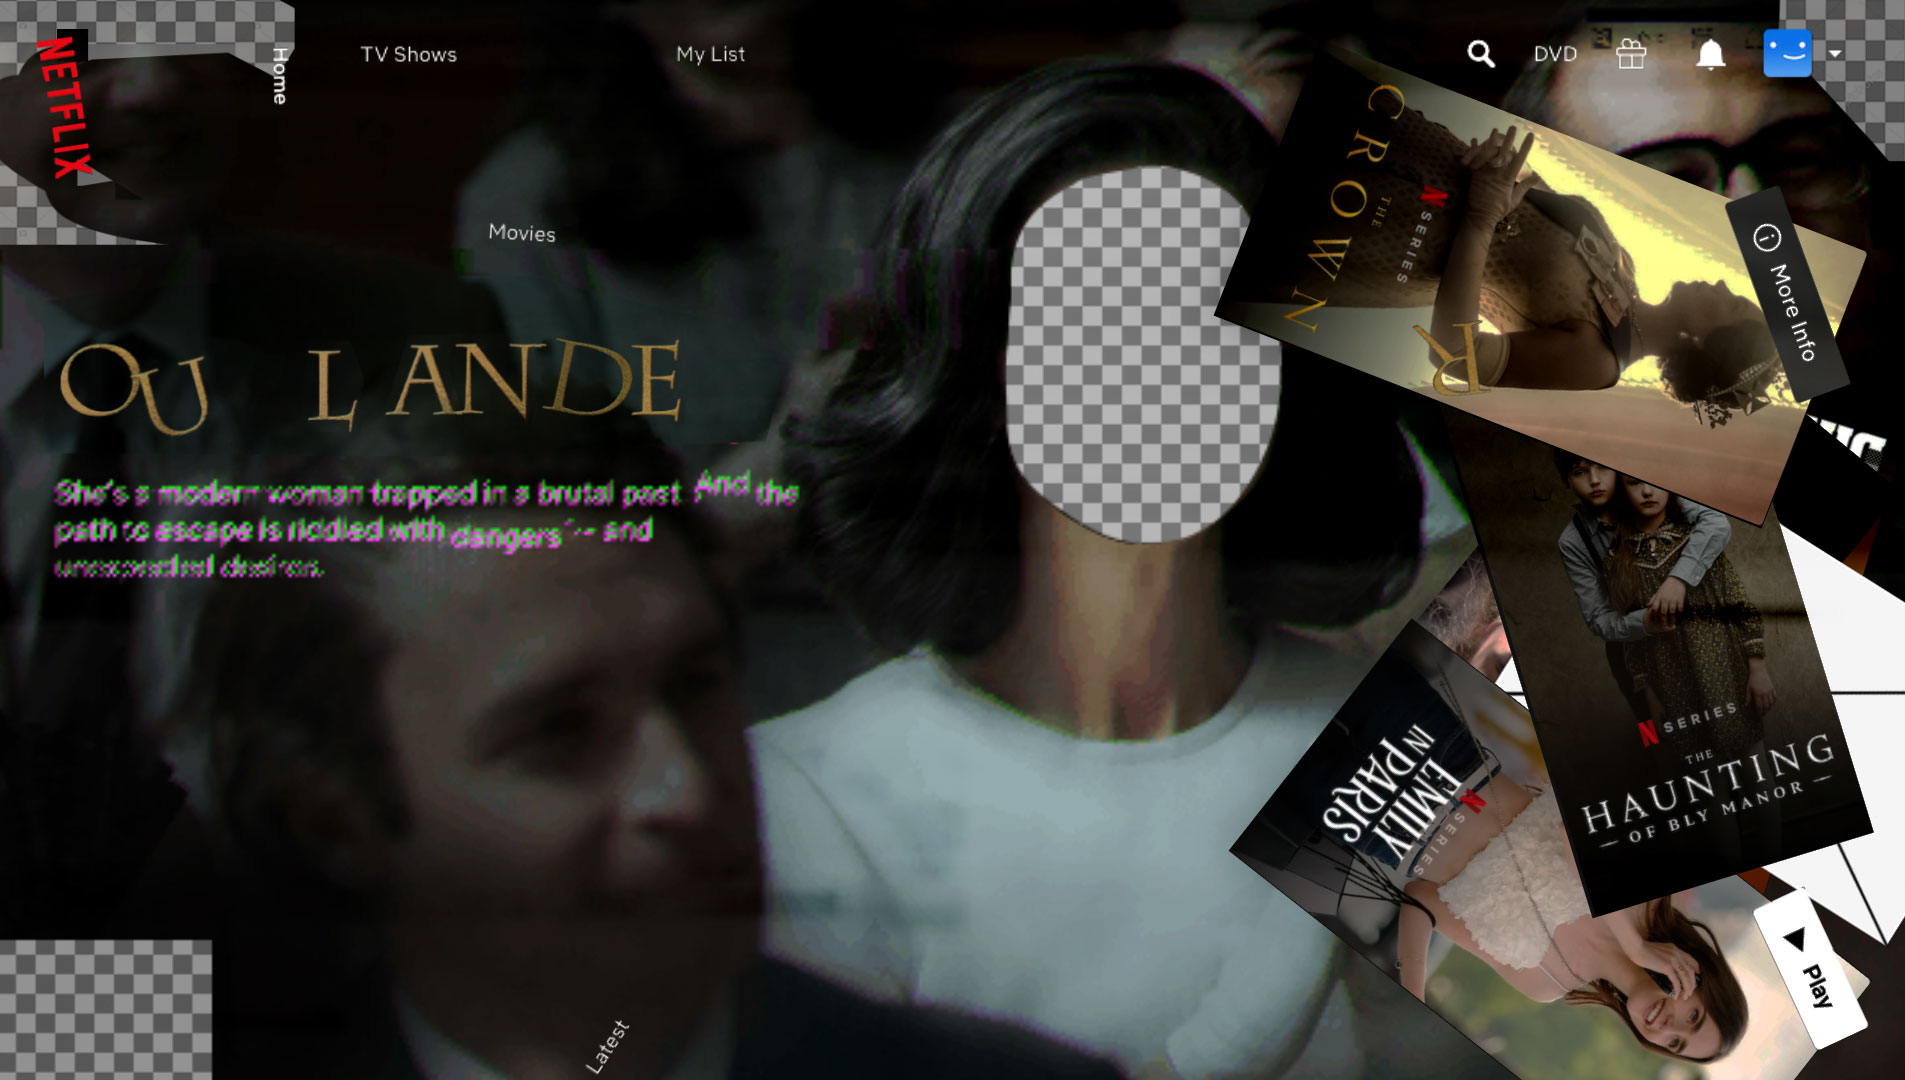 NETFLIX
Home
TV Shows
My List
DVD
Movies
OU L ANDE
R
She's a modern woman trapped in a brutal past. And the
path to escape is riddled with dangers -- and
unexpected desires.
THE
CROWN
N SERIES
More Info
N SERIES
THE
HAUNTING
OF BLY MANOR
EMILY
IN PARIS
N SERIES
Play
Latest